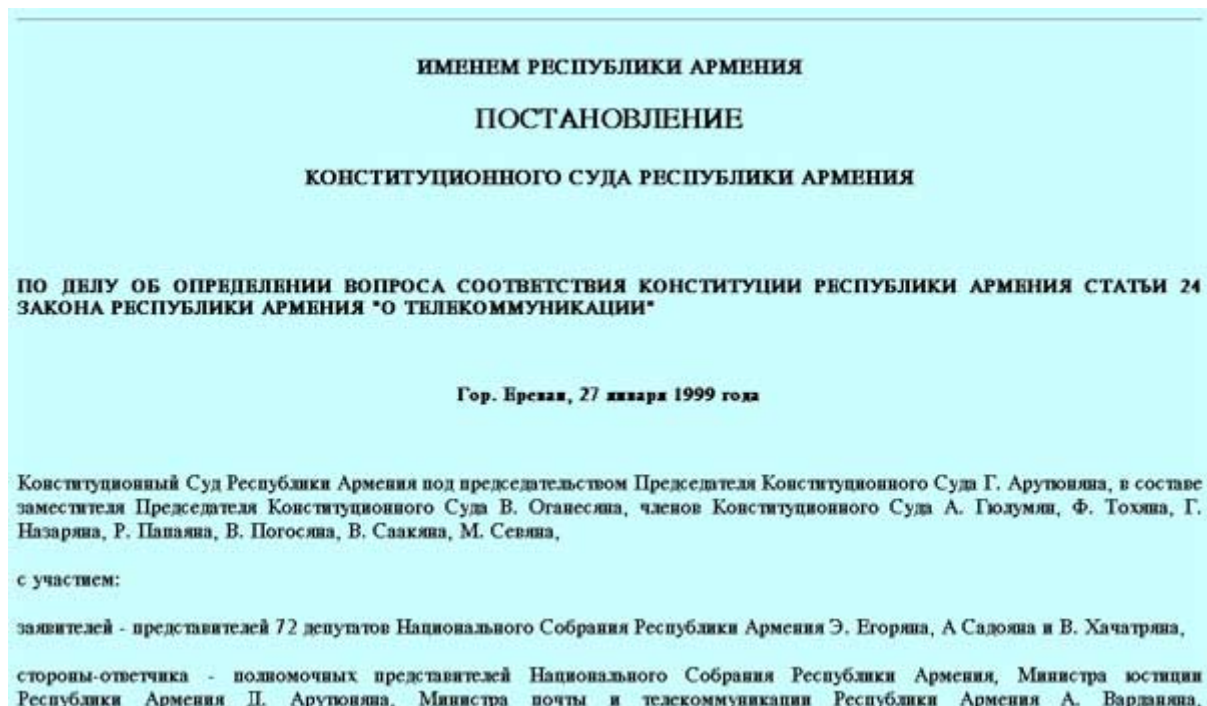 ИМЕНЕМ РЕСПУБЛИКИ АРМЕНИЯ
ПОСТАНОВЛЕНИЕ
КОНСТИТУЦИОННОГО СУДА РЕСПУБЛИКИ АРМЕНИЯ
ПО ДЕЛУ ОБ ОПРЕДЕЛЕНИИ ВОПРОСА СООТВЕТСТВИЯ КОНСТИТУЦИИ РЕСПУБЛИКИ АРМЕНИЯ СТАТЬИ 24
ЗАКОНА РЕСПУБЛИКИ АРМЕНИЯ "О ТЕЛЕКОММУНИКАЦИИ"
Гор. Ереван, 27 января 1999 года
Конституционный Суд Республики Армения под председательством Председателя Конституционного Суда Г. Арутюняна, в составе
заместителя Председателя Конституционного Суда В. Оганесяна, членов Конституционного Суда А. Гюлумян, Ф. Тохяна, Г.
Назаряна, Р. Папаяна, В. Погосяна, В. Саакяна, М. Севяна,
с участием:
заявителей - представителей 72 депутатов Национального Собрания Республики Армения Э. Егоряна, А Садояна и В. Хачатряна,
стороны-ответчика - полномочных представителей Национального Собрания Республики Армения, Министра юстиции
Республики Армения Д. Арутюняна, Министра почты и телекоммуникации Республики Армения А. Варданяна,